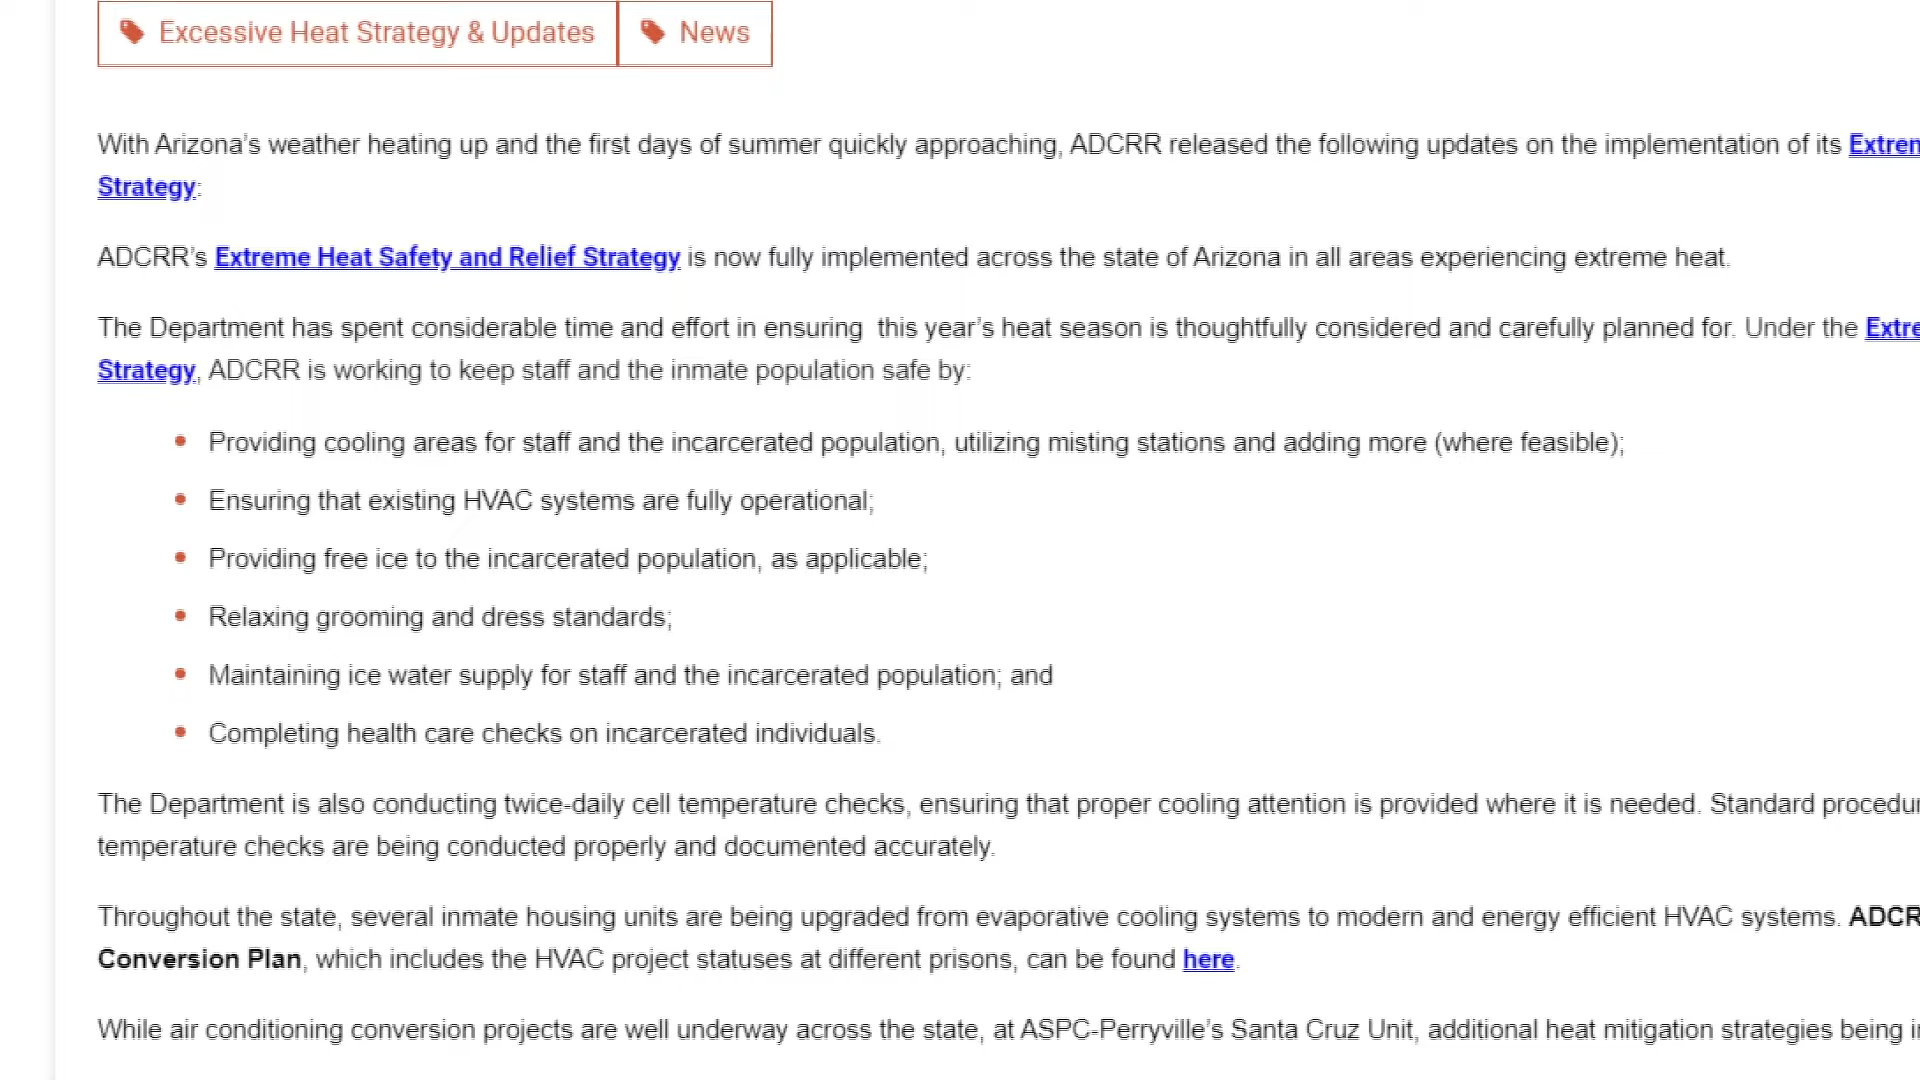 Excessive Heat Strategy & Updates News
With Arizona’s weather heating up and the first days of summer quickly approaching, ADCRR released the following updates on the implementation of its
Strategy:
ADCRR’s Extreme Heat Safety and Relief Strategy is now fully implemented across the state of Arizona in all areas experiencing extreme heat.
The Department has spent considerable time and effort in ensuring  this year’s heat season is thoughtfully considered and carefully planned for. Under the
Strategy, ADCRR is working to keep staff and the inmate population safe by:
Providing cooling areas for staff and the incarcerated population, utilizing misting stations and adding more (where feasible);
Ensuring that existing HVAC systems are fully operational;
Providing free ice to the incarcerated population, as applicable;
Relaxing grooming and dress standards;
Maintaining ice water supply for staff and the incarcerated population; and
Completing health care checks on incarcerated individuals.
The Department is also conducting twice-daily cell temperature checks, ensuring that proper cooling attention is provided where it is needed. Standard
temperature checks are being conducted properly and documented accurately.
Throughout the state, several inmate housing units are being upgraded from evaporative cooling systems to modern and energy efficient HVAC systems.
Conversion Plan, which includes the HVAC project statuses at different prisons, can be found here.
While air conditioning conversion projects are well underway across the state, at ASPC-Perryville’s Santa Cruz Unit, additional heat mitigation strategies being